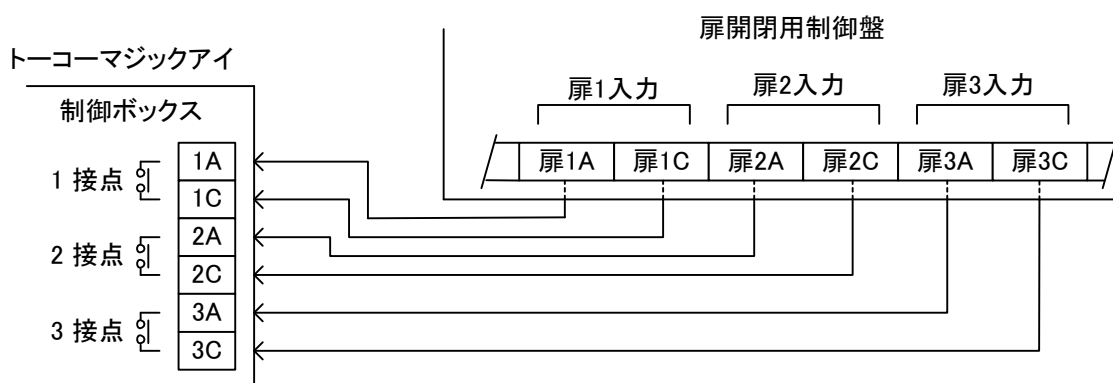 扉開閉用制御盤
トーコーマジックアイ
制御ボックス
扉1入力 扉2入力 扉3入力
扉1A 扉1C 扉2A 扉2C 扉3A 扉3C
1 接点
1A
1C
2 接点
2A
2C
3 接点
3A
3C